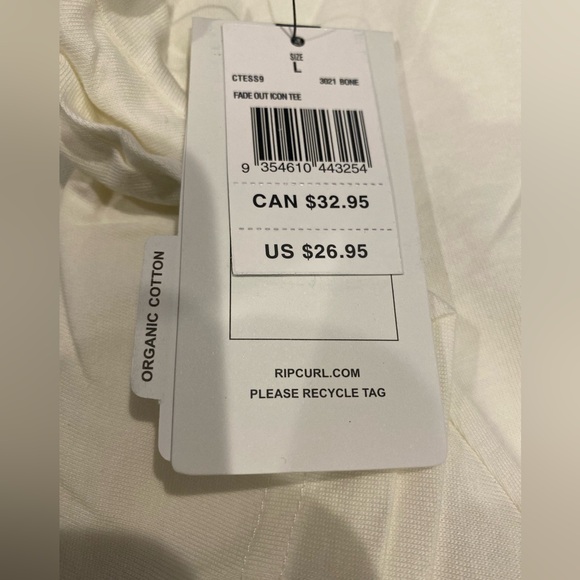 SIZE
L
CTESS9 3021 BONE
FADE OUT ICON TEE
9 354610 443254
CAN $32.95
US $26.95
ORGANIC COTTON
RIPCURL.COM
PLEASE RECYCLE TAG